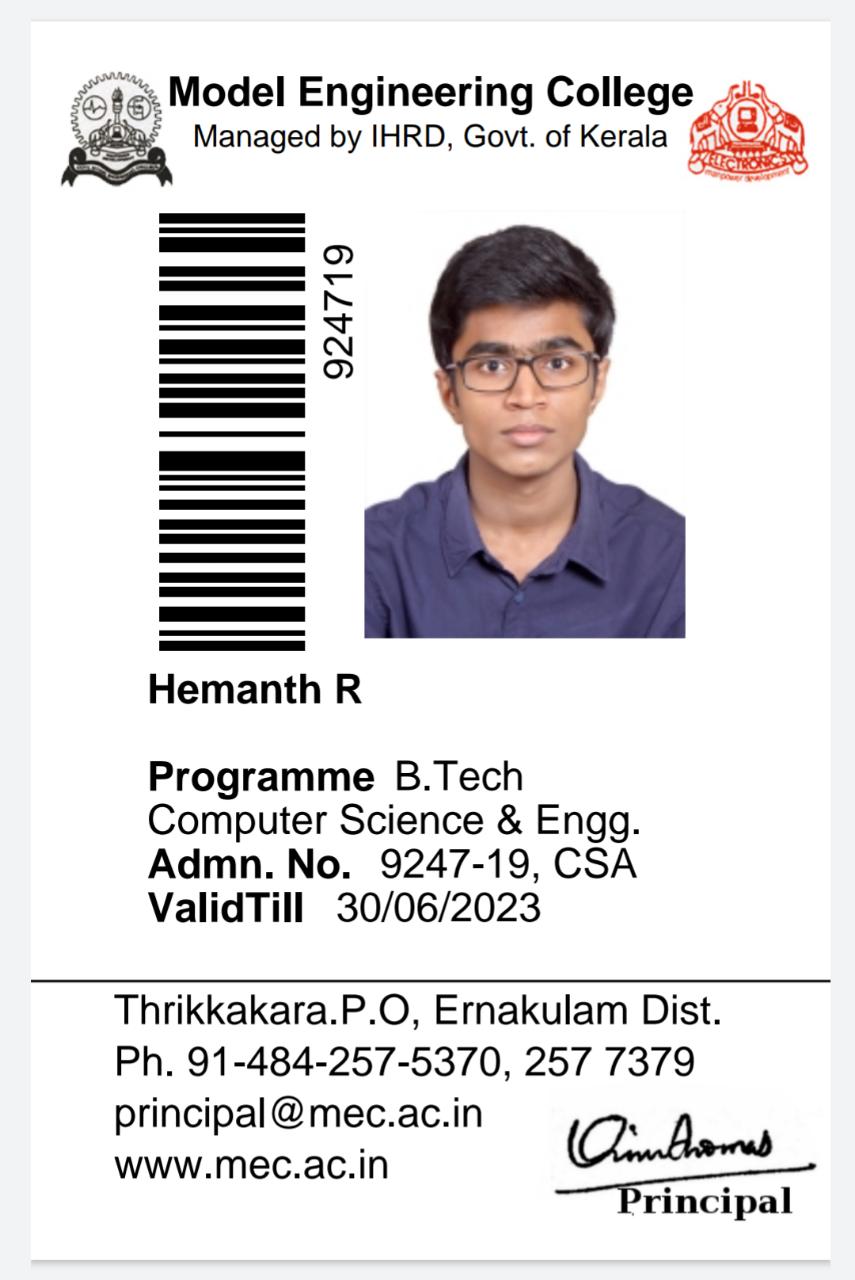 Model Engineering College
Managed by IHRD, Govt. of Kerala
ELECTRONICS
manpower development
924719
Hemanth R
Programme B.Tech
Computer Science & Engg.
Admn. No. 9247-19, CSA
ValidTill 30/06/2023
Thrikkakara.P.O, Ernakulam Dist.
Ph. 91-484-257-5370, 257 7379
principal@mec.ac.in
www.mec.ac.in
Principal